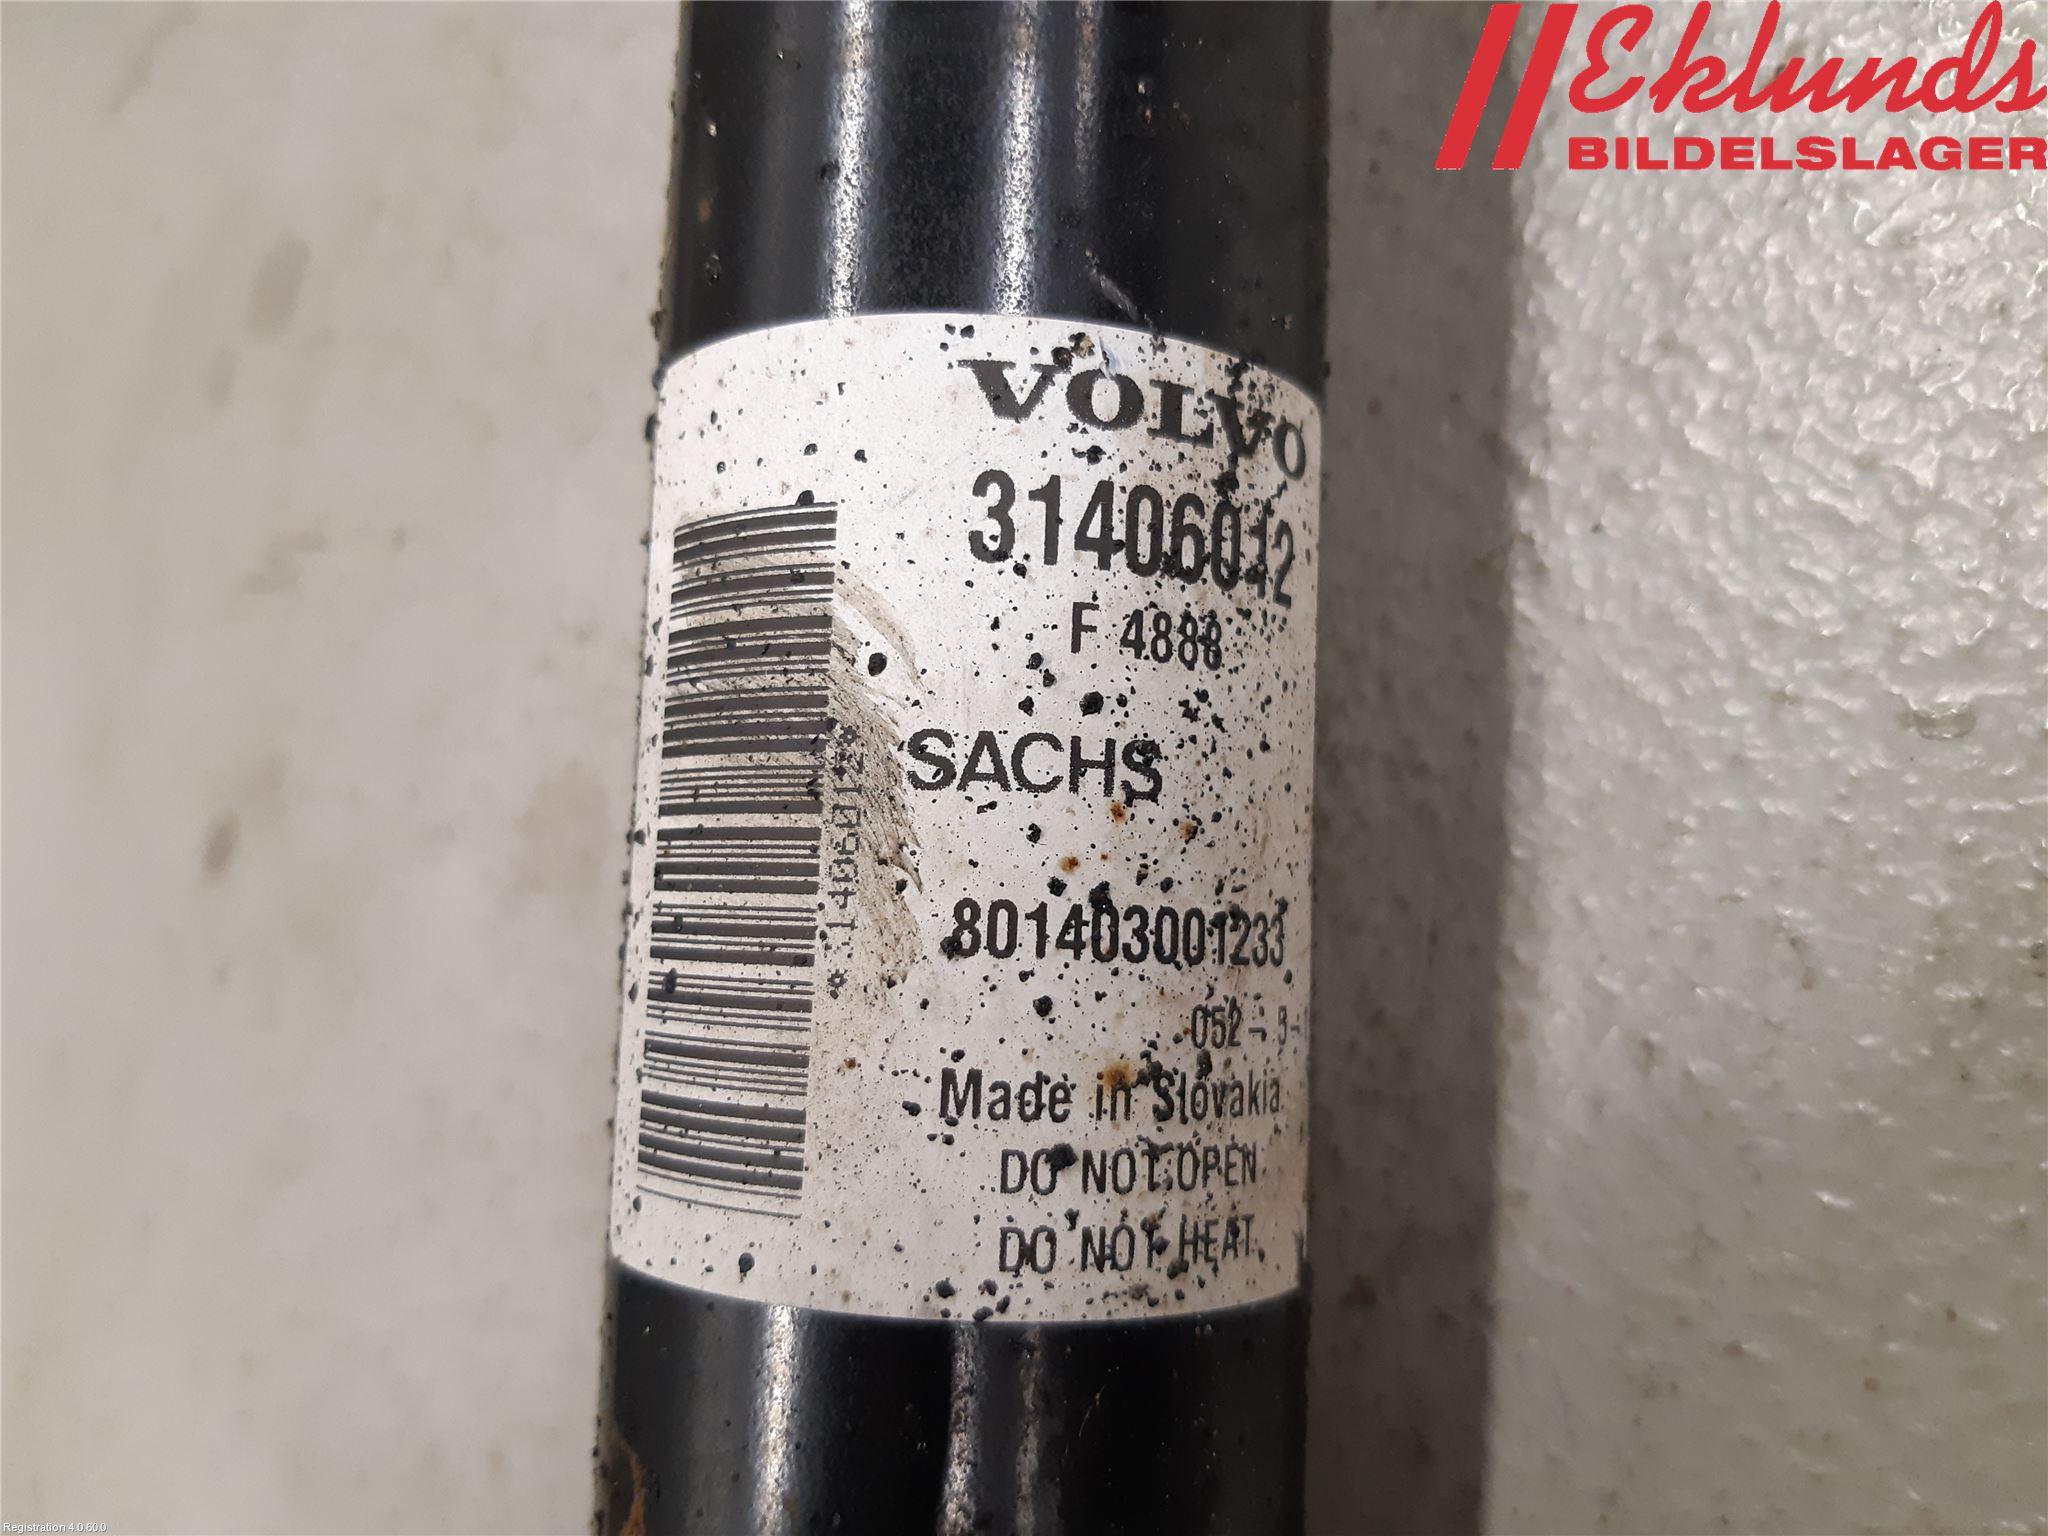 Eklunds
BILDELSLAGER
VOLVO
31406012
F 4888
SACHS
801403001233
052 - 
Made in Slovakia
DO NOT OPEN
DO NOT HEAT
Registration 4.0.60.0